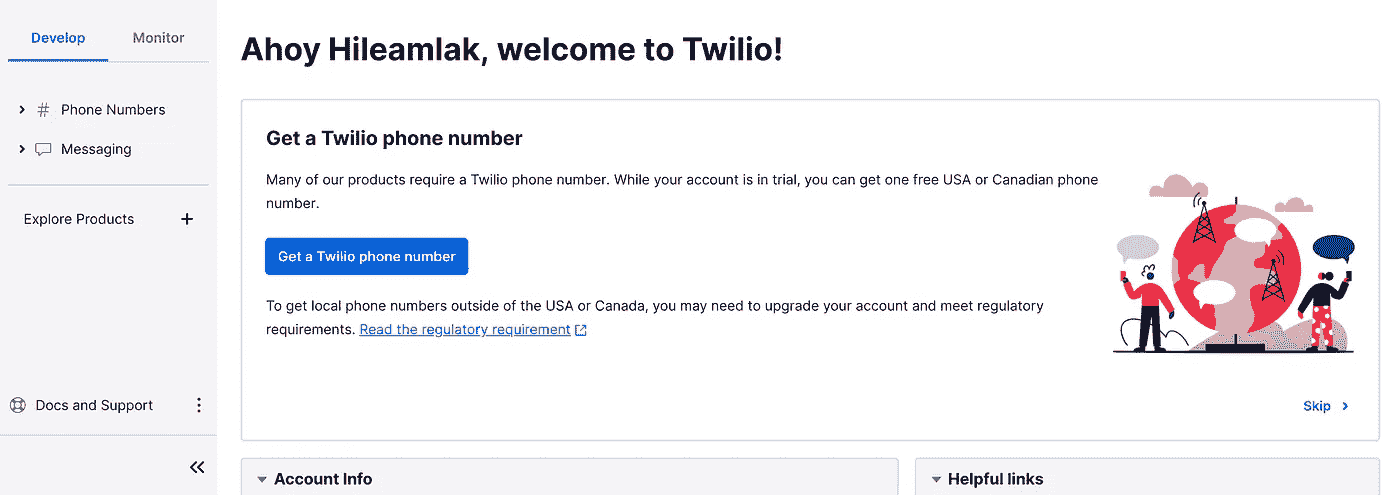 Develop
Monitor
Phone Numbers
Messaging
Explore Products
Docs and Support
Ahoy Hileamlak, welcome to Twilio!
Get a Twilio phone number
Many of our products require a Twilio phone number. While your account is in trial, you can get one free USA or Canadian phone
number.
Get a Twilio phone number
To get local phone numbers outside of the USA or Canada, you may need to upgrade your account and meet regulatory
requirements. Read the regulatory requirement
Skip
Account Info
Helpful links